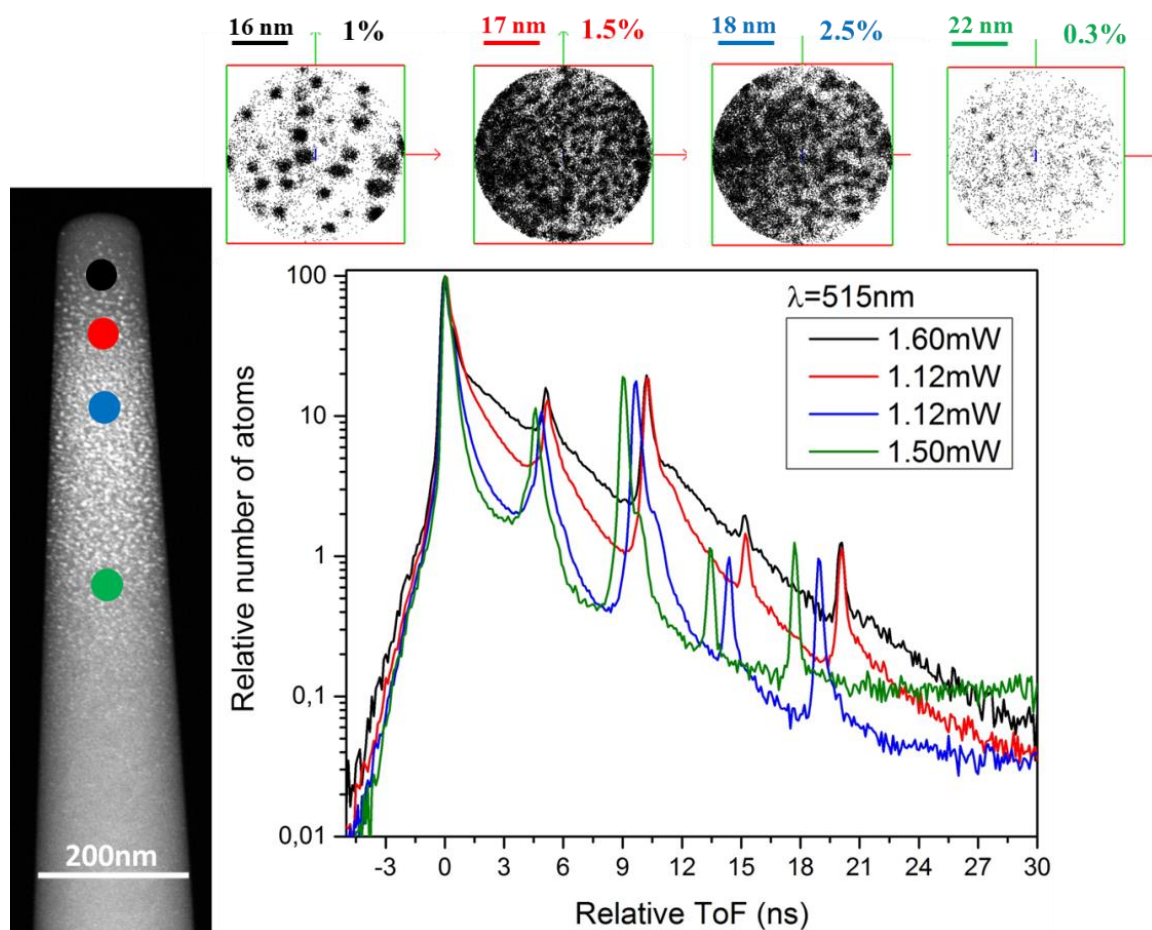 16 nm 1% 17 nm 1.5% 18 nm 2.5% 22 nm 0.3%
200nm
λ=515nm
1.60mW
1.12mW
1.12mW
1.50mW
Relative number of atoms
100
10
1
0,1
0,01
-3 0 3 6 9 12 15 18 21 24 27 30
Relative ToF (ns)